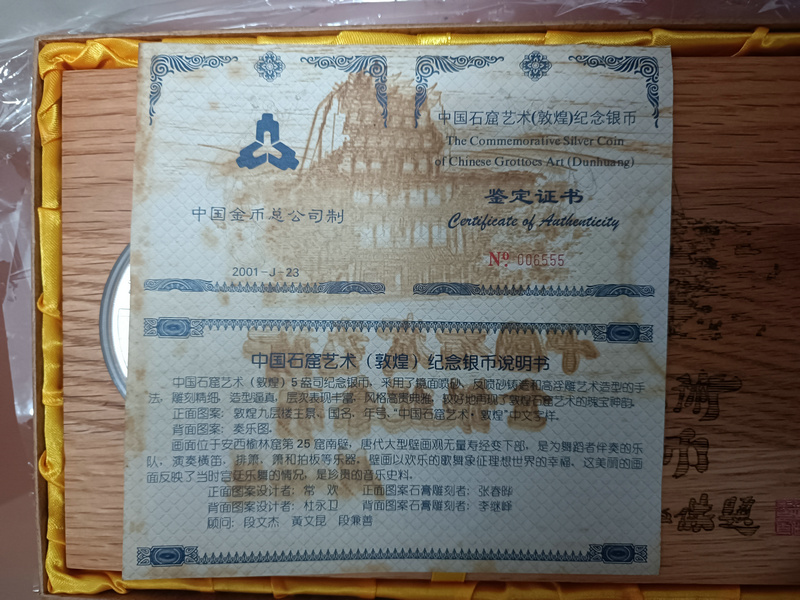 中国石窟艺术(敦煌)纪念银币
The Commemorative Silver Coin
of Chinese Grottoes Art (Dunhuang)
鉴定证书
Certificate of Authenticity
№ 006555
中国金币总公司制
2001-J-23
中国石窟艺术（敦煌）纪念银币说明书
中国石窟艺术（敦煌）5盎司纪念银币，采用了镜面喷砂、反喷砂铸造和高浮雕艺术造型的手
法，雕刻精细，造型逼真，层次表现丰富，风格高贵典雅，较好地再现了敦煌石窟艺术的瑰宝神韵。
正面图案：敦煌九层楼主景、国名、年号、“中国石窟艺术·敦煌”中文字样。
背面图案：奏乐图。
画面位于安西榆林窟第25窟南壁，唐代大型壁画观无量寿经变下部，是为舞蹈者伴奏的乐
队，演奏横笛，排箫，箫和拍板等乐器，壁画以欢乐的歌舞象征理想世界的幸福，这美丽的画
面反映了当时宫廷乐舞的情况，是珍贵的音乐史料。
正面图案设计者：常 欢 正面图案石膏雕刻者：张春晔
背面图案设计者：杜永卫 背面图案石膏雕刻者：李继峰
顾问：段文杰 黄文昆 段兼善
术
币
题